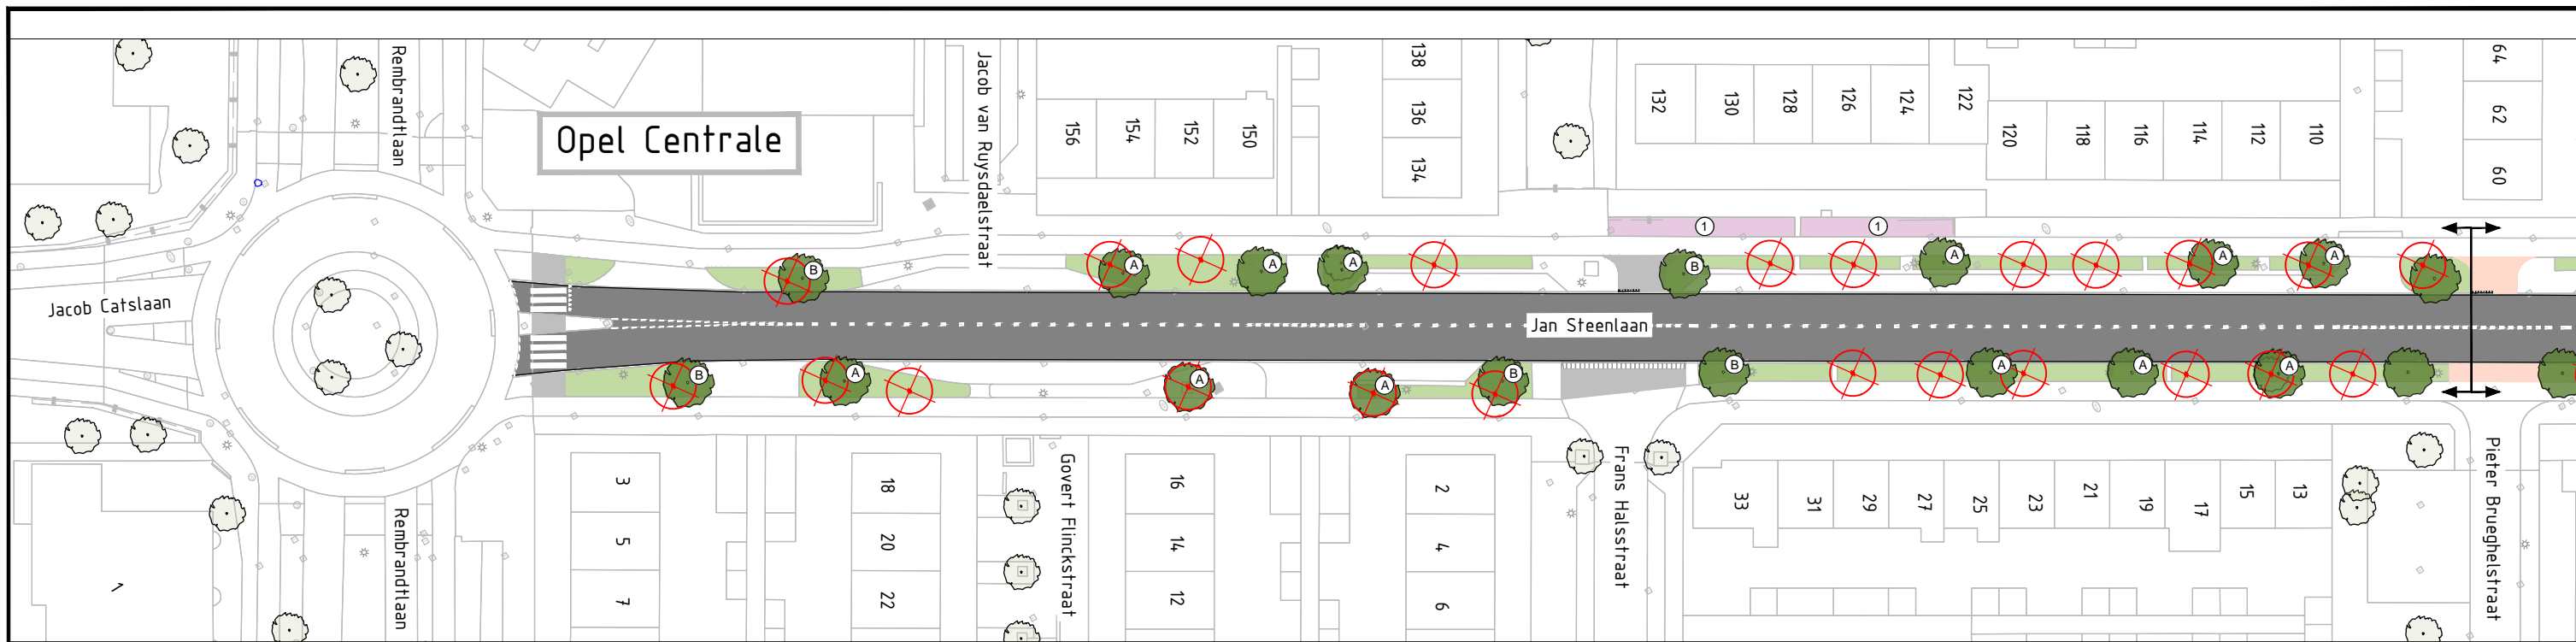 Opel Centrale
Rembrandtlaan
Jacob van Ruysdaelstraat
156
154
152
150
138
136
134
132
130
128
126
124
122
120
118
116
114
112
110
64
62
60
1
1
B
A
A
A
B
A
A
A
Jacob Catslaan
Jan Steenlaan
B
A
A
A
B
B
A
A
A
Rembrandtlaan
1
3
5
7
18
20
22
Govert Flinckstraat
16
14
12
2
4
6
Frans Halsstraat
33
31
29
27
25
23
21
19
17
15
13
Pieter Brueghelstraat